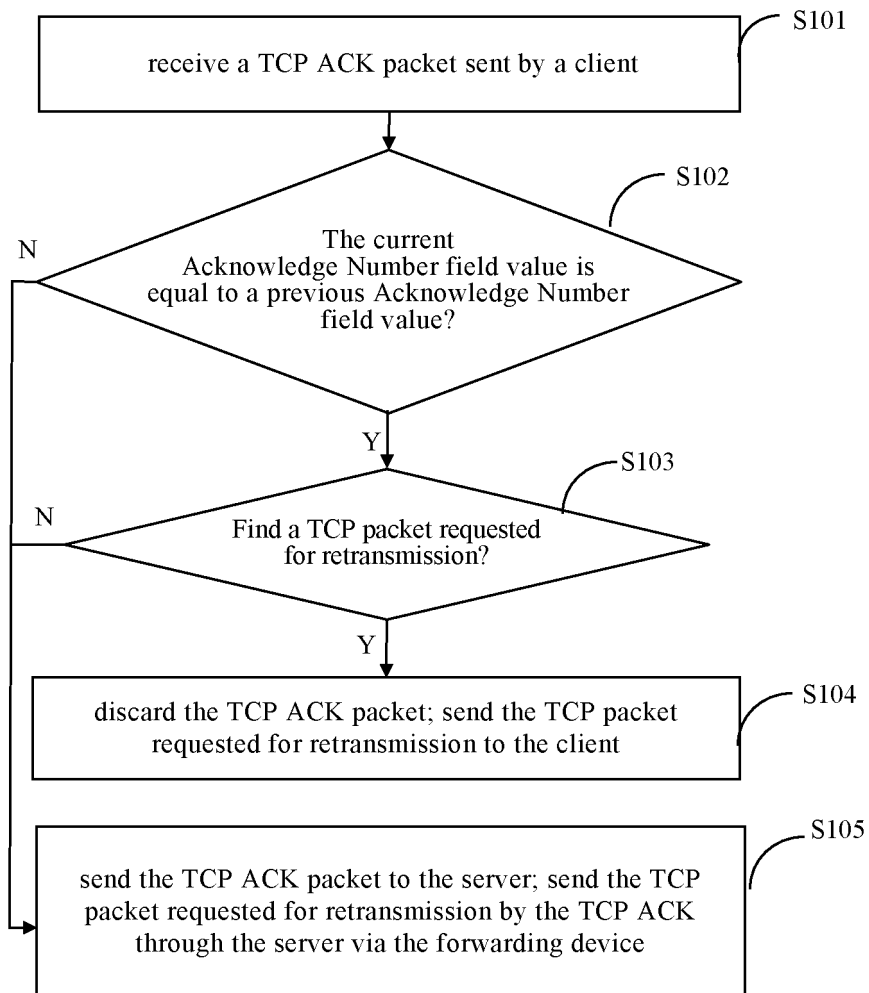 S101
receive a TCP ACK packet sent by a client
S102
N
The current
Acknowledge Number field value is
equal to a previous Acknowledge Number
field value?
Y
S103
N
Find a TCP packet requested
for retransmission?
Y
S104
discard the TCP ACK packet; send the TCP packet
requested for retransmission to the client
S105
send the TCP ACK packet to the server; send the TCP
packet requested for retransmission by the TCP ACK
through the server via the forwarding device